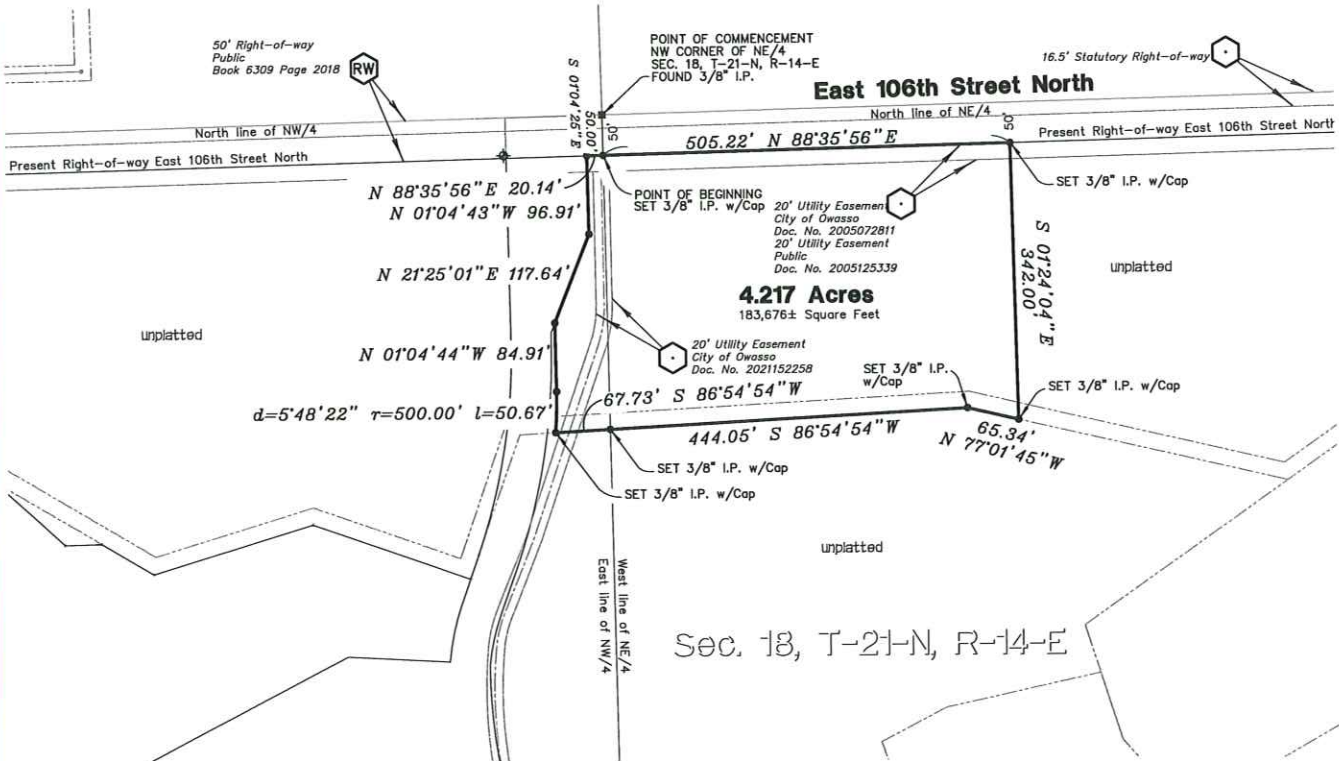 50' Right-of-way
Public
Book 6309 Page 2018
RW
S 01°04'25"E
50.00'
POINT OF COMMENCEMENT
NW CORNER OF NE/4
SEC. 18, T-21-N, R-14-E
FOUND 3/8" I.P.
16.5' Statutory Right-of-way
East 106th Street North
North line of NW/4
North line of NE/4
Present Right-of-way East 106th Street North
50'
505.22' N 88°35'56"E
50'
Present Right-of-way East 106th Street North
N 88°35'56"E 20.14'
N 01°04'43"W 96.91'
POINT OF BEGINNING
SET 3/8" I.P. w/Cap
SET 3/8" I.P. w/Cap
20' Utility Easement
City of Owasso
Doc. No. 2005072811
20' Utility Easement
Public
Doc. No. 2005125339
S 01°24'04"E
342.00'
unplatted
N 21°25'01"E 117.64'
4.217 Acres
183,676± Square Feet
unplatted
N 01°04'44"W 84.91'
20' Utility Easement
City of Owasso
Doc. No. 2021152258
SET 3/8" I.P.
w/Cap
SET 3/8" I.P. w/Cap
d=5°48'22" r=500.00' l=50.67'
67.73' S 86°54'54"W
444.05' S 86°54'54"W
65.34'
N 77°01'45"W
SET 3/8" I.P. w/Cap
SET 3/8" I.P. w/Cap
unplatted
West line of NE/4
East line of NW/4
Sec. 18, T-21-N, R-14-E